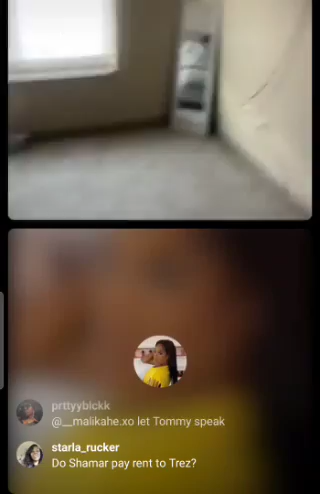 prttyyblckk
@__malikahe.xo let Tommy speak
starla_rucker
Do Shamar pay rent to Trez?